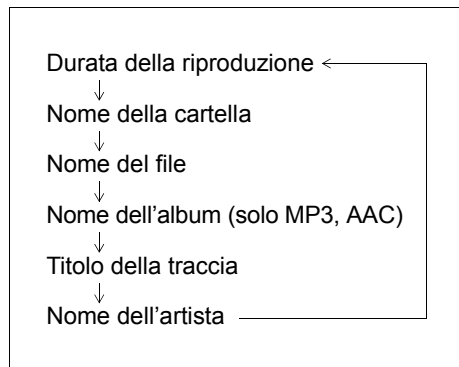 Durata della riproduzione
Nome della cartella
Nome del file
Nome dell’album (solo MP3, AAC)
Titolo della traccia
Nome dell’artista